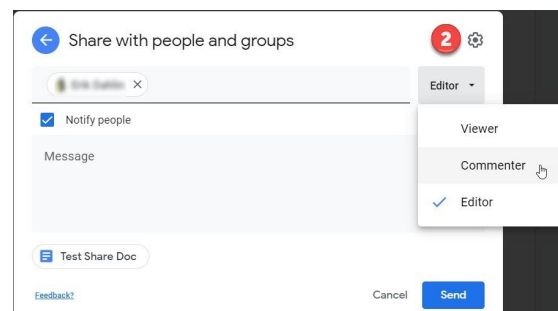 Share with people and groups
2
Editor
Notify people
Viewer
Message
Commenter
Editor
Test Share Doc
Feedback?
Cancel
Send